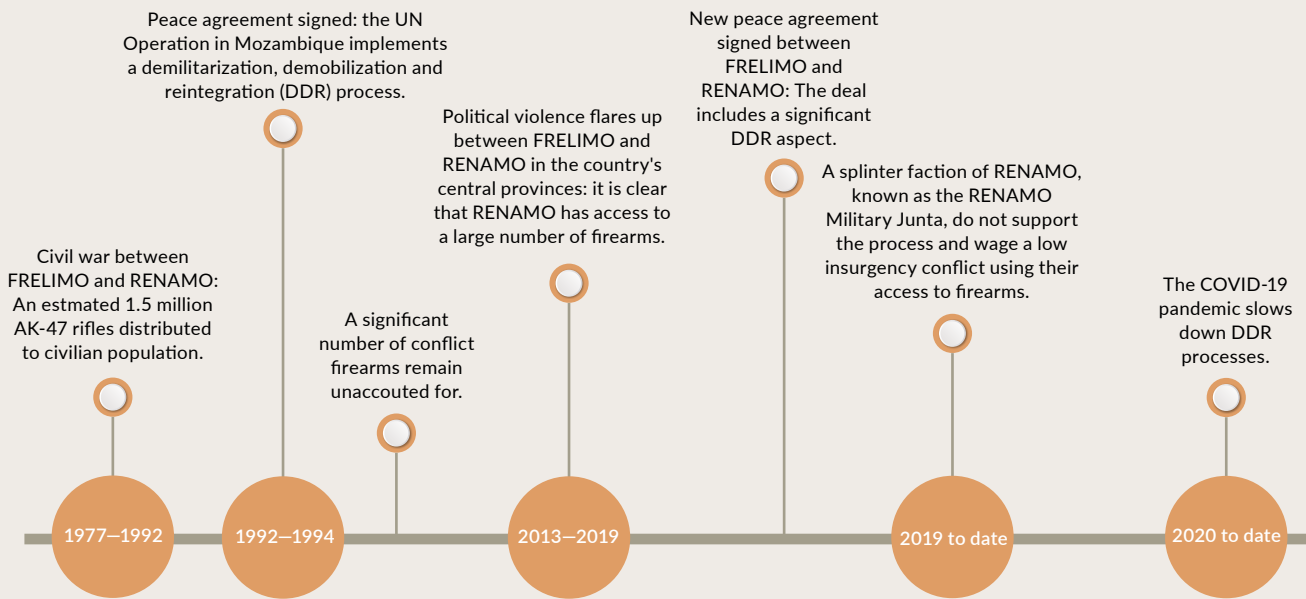 Peace agreement signed: the UN
Operation in Mozambique implements
a demilitarization, demobilization and
reintegration (DDR) process.
New peace agreement
signed between
FRELIMO and
RENAMO: The deal
includes a significant
DDR aspect.
Political violence flares up
between FRELIMO and
RENAMO in the country's
central provinces: it is clear
that RENAMO has access to
a large number of firearms.
A splinter faction of RENAMO,
known as the RENAMO
Military Junta, do not support
the process and wage a low
insurgency conflict using their
access to firearms.
Civil war between
FRELIMO and RENAMO:
An estmated 1.5 million
AK-47 rifles distributed
to civilian population.
A significant
number of conflict
firearms remain
unaccouted for.
The COVID-19
pandemic slows
down DDR
processes.
1977—1992
1992—1994
2013—2019
2019 to date
2020 to date